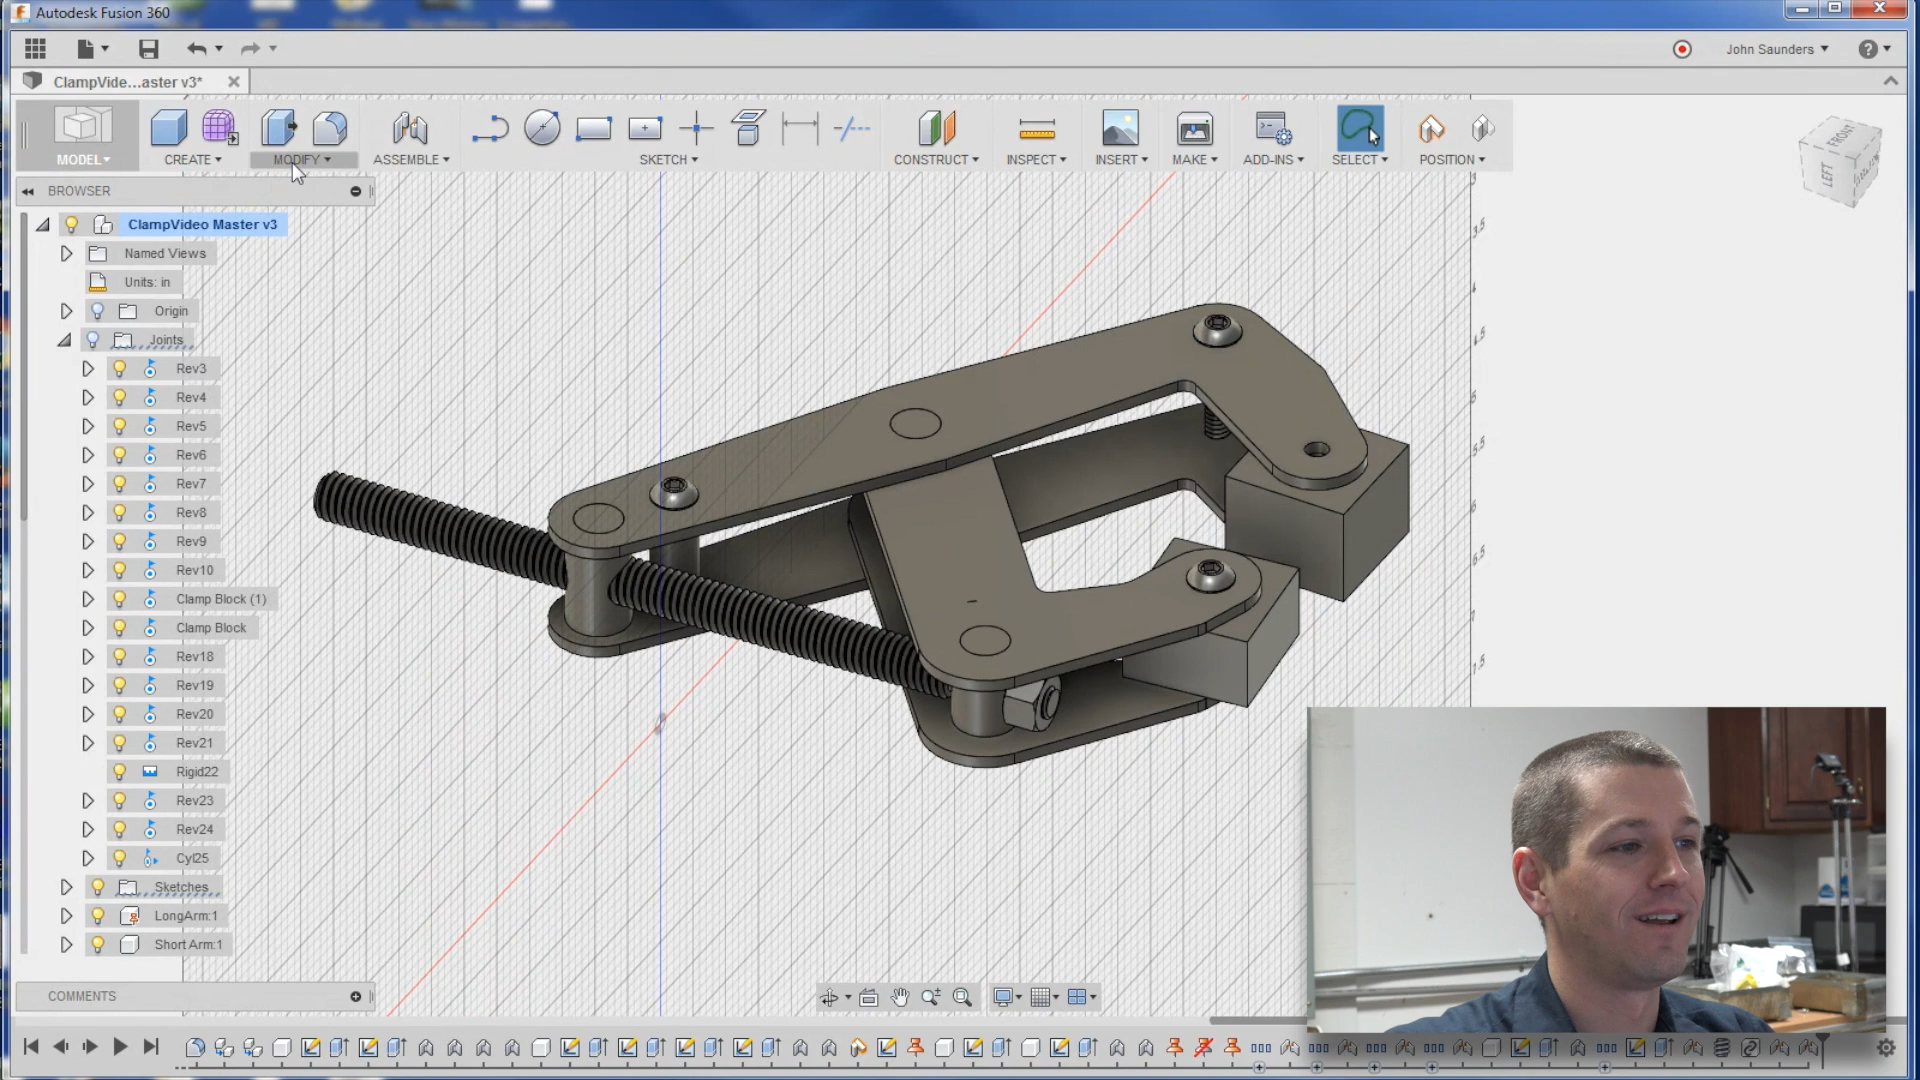 Autodesk Fusion 360
John Saunders
ClampVide...aster v3*
MODEL
CREATE
MODIFY
ASSEMBLE
SKETCH
CONSTRUCT
INSPECT
INSERT
MAKE
ADD-INS
SELECT
POSITION
FRONT
LEFT
BROWSER
ClampVideo Master v3
Named Views
Units: in
Origin
Joints
Rev3
Rev4
Rev5
Rev6
Rev7
Rev8
Rev9
Rev10
Clamp Block (1)
Clamp Block
Rev18
Rev19
Rev20
Rev21
Rigid22
Rev23
Rev24
Cyl25
Sketches
LongArm:1
Short Arm:1
COMMENTS